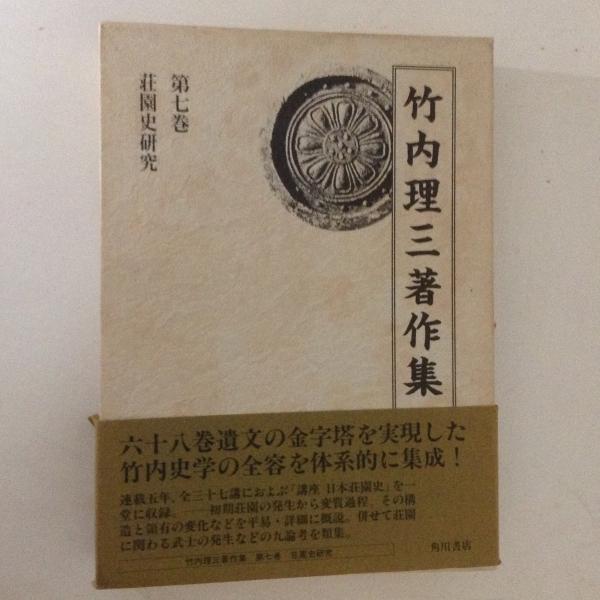 竹内理三著作集
第七巻
荘園史研究
六十八巻遺文の金字塔を実現した
竹内史学の全容を体系的に集成!
連載五年、全三十七講におよぶ「講座 日本荘園史」を一
堂に収録。――初期荘園の発生から変質過程、その構
造と領有の変化などを平易・詳細に概説。併せて荘園
に関わる武士の発生などの九論考を類集。
角川書店
竹内理三著作集 第七巻 荘園史研究